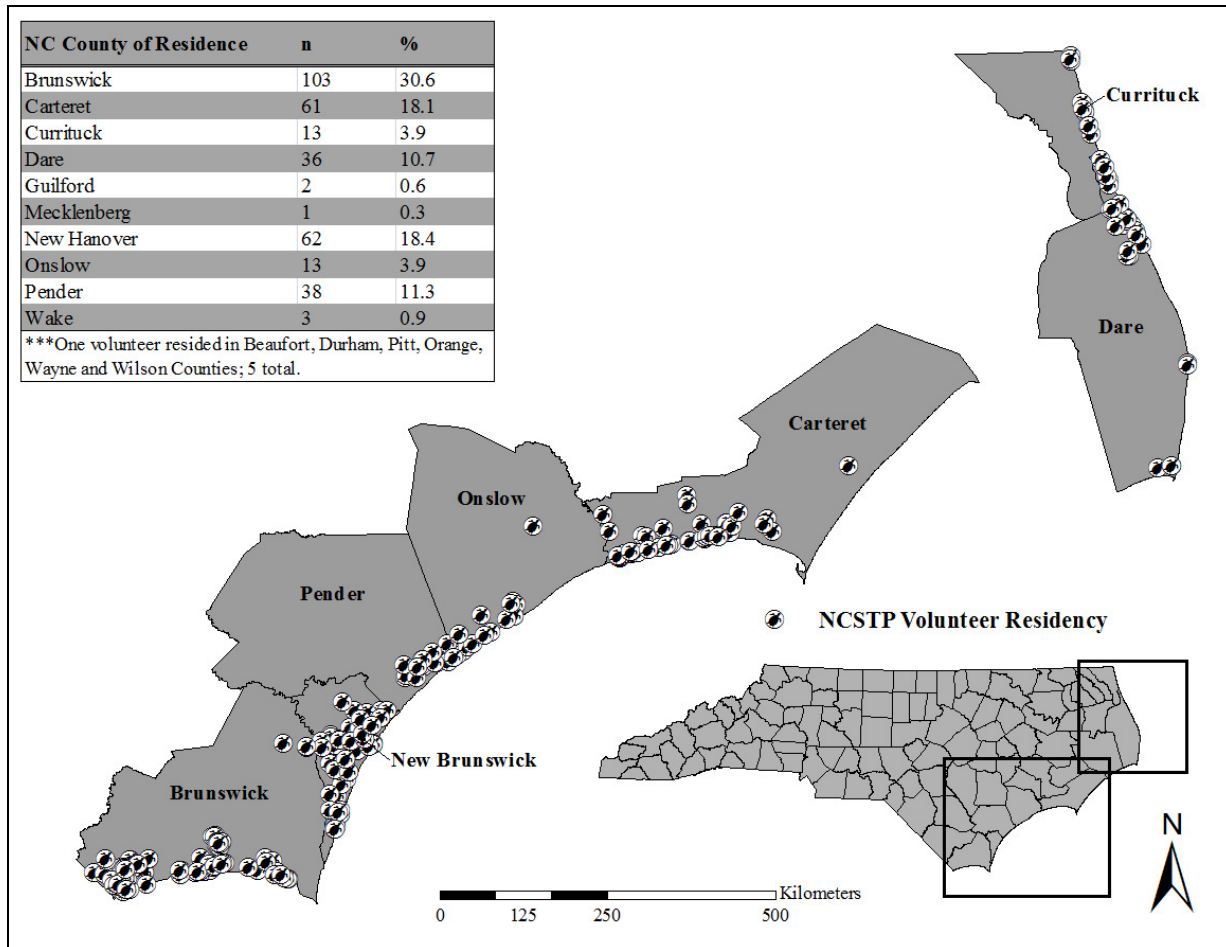 NC County of Residence n %
Brunswick 103 30.6
Carteret 61 18.1
Currituck 13 3.9
Dare 36 10.7
Guilford 2 0.6
Mecklenberg 1 0.3
New Hanover 62 18.4
Onslow 13 3.9
Pender 38 11.3
Wake 3 0.9
***One volunteer resided in Beaufort, Durham, Pitt, Orange,
Wayne and Wilson Counties; 5 total.
Currituck
Dare
Carteret
Onslow
Pender
NCSTP Volunteer Residency
New Brunswick
Brunswick
N
Kilometers
0 125 250 500